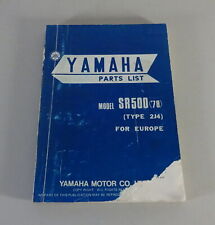 YAMAHA
PARTS LIST
MODEL SR500 (78)
(TYPE 2J4)
FOR EUROPE
YAMAHA MOTOR CO.